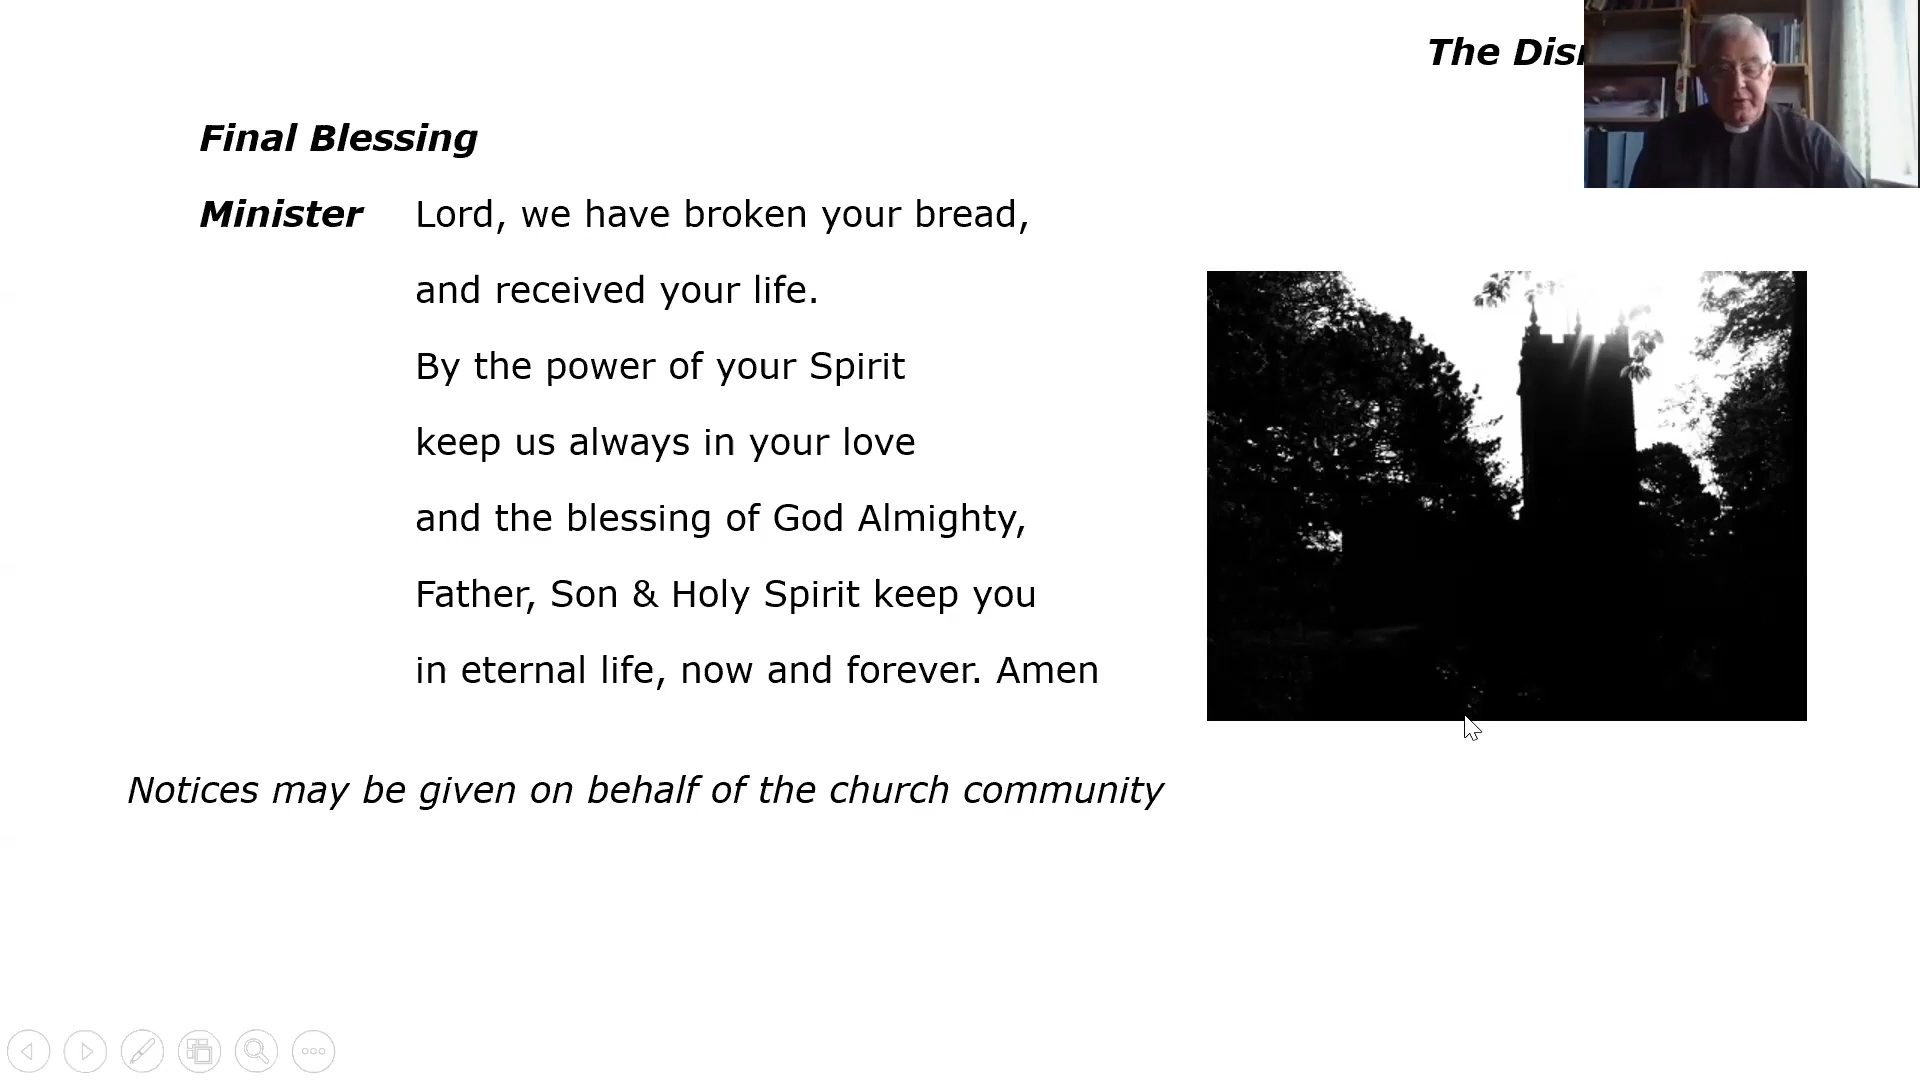 The
Final Blessing
Minister Lord, we have broken your bread,
and received your life.
By the power of your Spirit
keep us always in your love
and the blessing of God Almighty,
Father, Son & Holy Spirit keep you
in eternal life, now and forever. Amen
Notices may be given on behalf of the church community